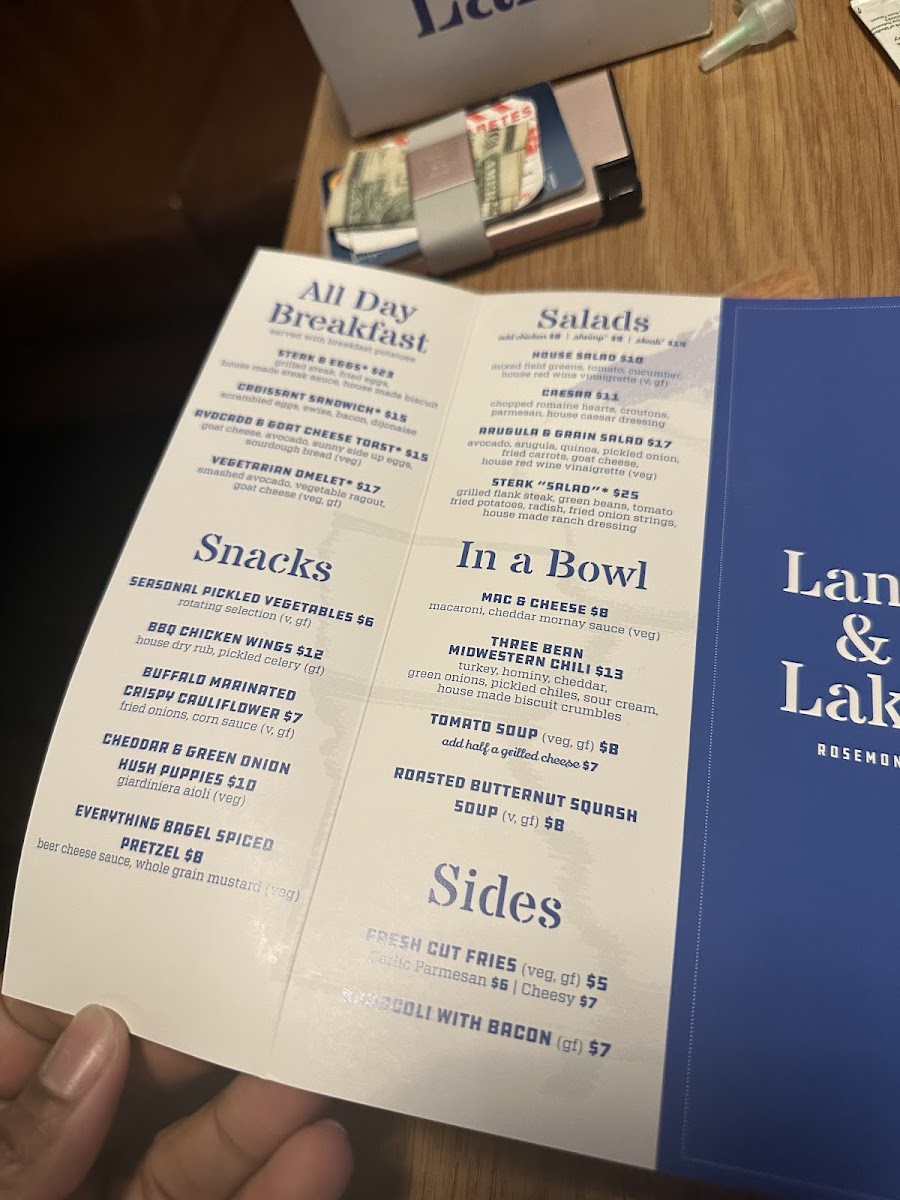 All Day
Breakfast
served with breakfast potatoes
STEAK & EGGS* $23
grilled steak, fried eggs,
house made steak sauce, house made biscuit
CROISSANT SANDWICH* $15
scrambled eggs, swiss, bacon, dijonaise
AVOCADO & GOAT CHEESE TOAST* $15
goat cheese, avocado, sunny side up eggs,
sourdough bread (veg)
VEGETARIAN OMELET* $17
smashed avocado, vegetable ragout,
goat cheese (veg, gf)
Snacks
SEASONAL PICKLED VEGETABLES $6
rotating selection (v, gf)
BBQ CHICKEN WINGS $12
house dry rub, pickled celery (gf)
BUFFALO MARINATED
CRISPY CAULIFLOWER $7
fried onions, corn sauce (v, gf)
CHEDDAR & GREEN ONION
HUSH PUPPIES $10
giardiniera aioli (veg)
EVERYTHING BAGEL SPICED
PRETZEL $8
beer cheese sauce, whole grain mustard (veg)
Salads
add chicken | shrimp* | steak*
HOUSE SALAD $10
mixed field greens, tomato, cucumber,
house red wine vinaigrette (v, gf)
CAESAR $11
chopped romaine hearts, croutons,
parmesan, house caesar dressing
ARUGULA & GRAIN SALAD $17
avocado, arugula, quinoa, pickled onion,
fried carrots, goat cheese,
house red wine vinaigrette (veg)
STEAK "SALAD"* $25
grilled flank steak, green beans, tomato
fried potatoes, radish, fried onion strings,
house made ranch dressing
In a Bowl
MAC & CHEESE $8
macaroni, cheddar mornay sauce (veg)
THREE BEAN
MIDWESTERN CHILI $13
turkey, hominy, cheddar,
green onions, pickled chiles, sour cream,
house made biscuit crumbles
TOMATO SOUP (veg, gf) $8
add half a grilled cheese $7
ROASTED BUTTERNUT SQUASH
SOUP (v, gf) $8
Sides
FRESH CUT FRIES (veg, gf) $5
Garlic Parmesan $6 | Cheesy $7
BROCCOLI WITH BACON (gf) $7
Lan
&
Lak
ROSEMON